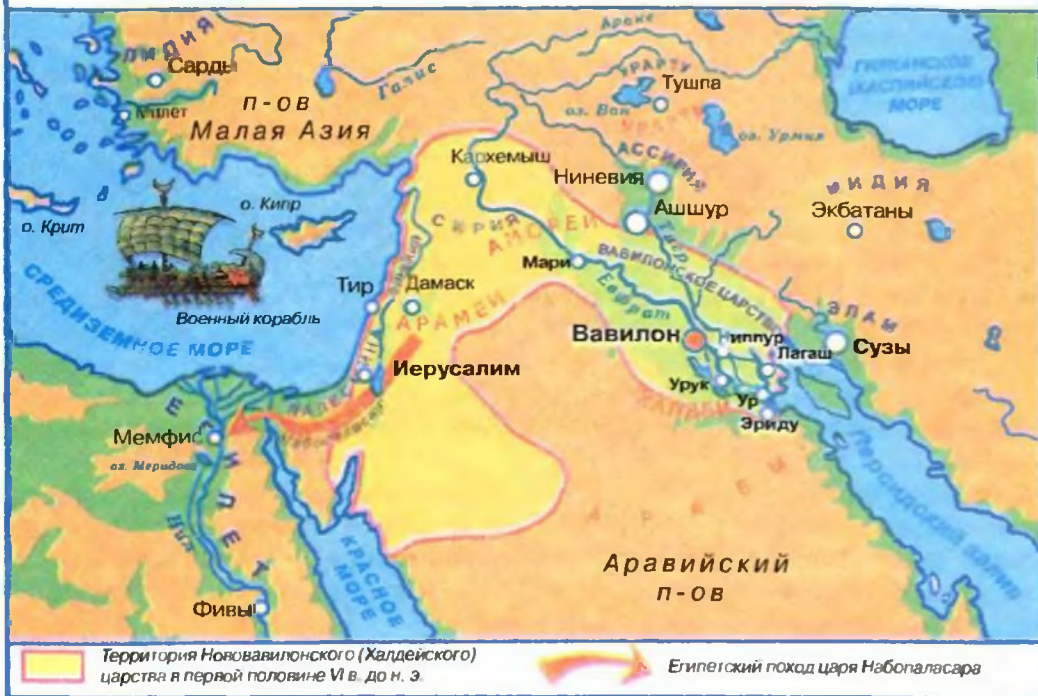 ЛИДИЯ
Сарды
Милет
п-ов
Малая Азия
Галис
Аракс
УРАРТУ
Тушпа
оз. Ван
оз. Урмия
МОРЕ
Кархемыш
АССИРИЯ
Ниневия
Ашшур
МИДИЯ
Экбатаны
о. Крит
о. Кипр
СИРИЯ
АМОРЕИ
Тигр
ВАВИЛОНСКОЕ ЦАРСТВО
Мари
Евфрат
Тир
Дамаск
АРАМЕИ
СРЕДИЗЕМНОЕ МОРЕ
Военный корабль
Вавилон
Ниппур
Лагаш
ЭЛАМ
Сузы
Урук
Ур
Эриду
ХАЛДЕИ
Иерусалим
Мемфис
оз. Меридово
ЕГИПЕТ
Нил
Фивы
КРАСНОЕ
МОРЕ
Персидский залив
АРАБЫ
Аравийский
п-ов
Территория Нововавилонского (Халдейского)
царства в первой половине VI в. до н. э.
Египетский поход царя Набопаласара